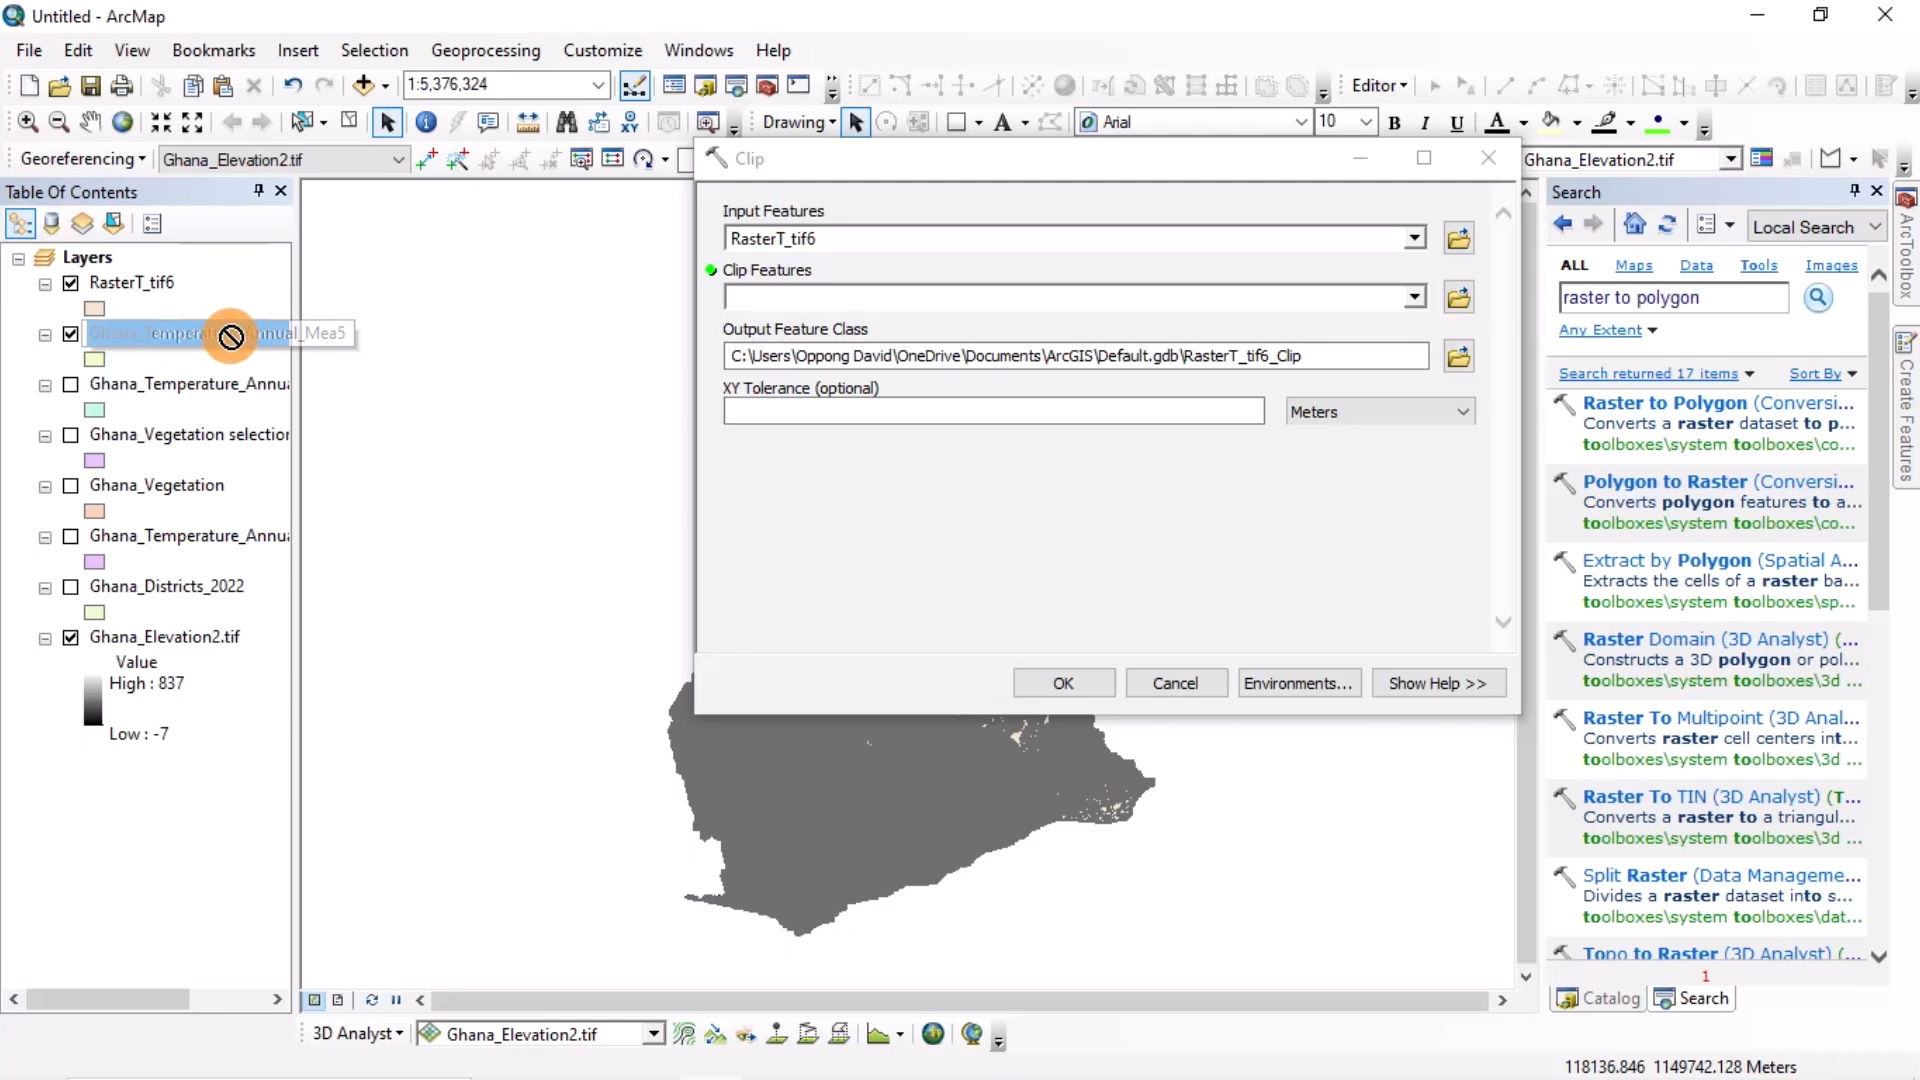 Untitled - ArcMap
File Edit View Bookmarks Insert Selection Geoprocessing Customize Windows Help
1:5,376,324
Editor
Drawing
A
Arial
10
B I U A
Georeferencing
Ghana_Elevation2.tif
Ghana_Elevation2.tif
Table Of Contents
Layers
RasterT_tif6
Ghana_Temperature_Annual_Mea5
Ghana_Temperature_Annu
Ghana_Vegetation selection
Ghana_Vegetation
Ghana_Temperature_Annu
Ghana_Districts_2022
Ghana_Elevation2.tif
Value
High : 837
Low : -7
Clip
Input Features
RasterT_tif6
Clip Features
Output Feature Class
C:\Users\Oppong David\OneDrive\Documents\ArcGIS\Default.gdb\RasterT_tif6_Clip
XY Tolerance (optional)
Meters
OK
Cancel
Environments...
Show Help >>
Search
Local Search
ALL Maps Data Tools Images
raster to polygon
Any Extent
Search returned 17 items
Sort By
Raster to Polygon (Conversi...
Converts a raster dataset to p...
toolboxes\system toolboxes\co...
Polygon to Raster (Conversi...
Converts polygon features to a...
toolboxes\system toolboxes\co...
Extract by Polygon (Spatial A...
Extracts the cells of a raster ba...
toolboxes\system toolboxes\sp...
Raster Domain (3D Analyst) (...
Constructs a 3D polygon or pol...
toolboxes\system toolboxes\3d ...
Raster To Multipoint (3D Anal...
Converts raster cell centers int...
toolboxes\system toolboxes\3d ...
Raster To TIN (3D Analyst) (T...
Converts a raster to a triangul...
toolboxes\system toolboxes\3d ...
Split Raster (Data Manageme...
Divides a raster dataset into s...
toolboxes\system toolboxes\dat...
Topo to Raster (3D Analyst) (...
1
Catalog
Search
ArcToolbox
Create Features
3D Analyst
Ghana_Elevation2.tif
118136.846 1149742.128 Meters